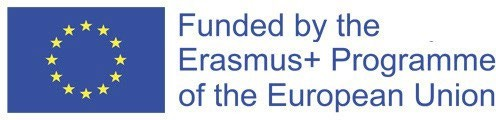 Funded by the
Erasmus+ Programme
of the European Union